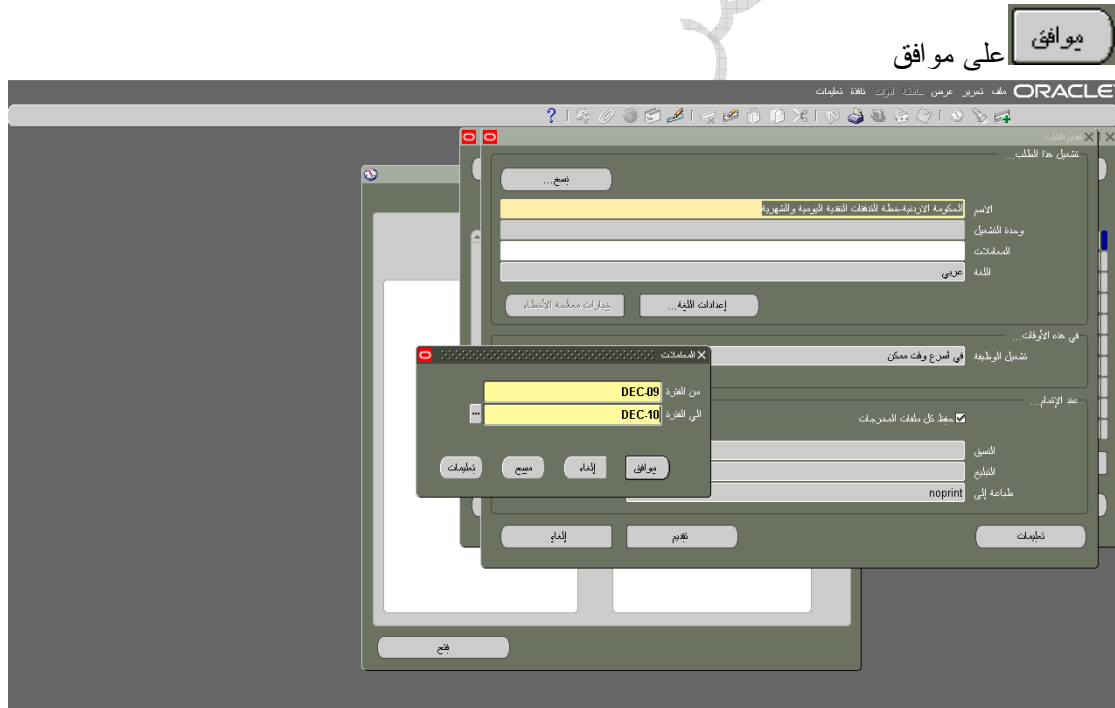 على موافق موافق
ORACLE ملف تحرير عرض حافظة أدوات نافذة تعليمات
تقديم الطلب
تشغيل هذا الطلب...
نسخ...
الاسم الحكومة الاردنية-خطة التدفقات النقدية اليومية والشهرية
وحدة التشغيل
المعاملات
اللغة عربي
إعدادات اللغة... خيارات معالجة الأخطاء
في هذه الأوقات...
تشغيل الوظيفة في أسرع وقت ممكن
المعاملات
من الفترة DEC-09
الي الفترة DEC-10
موافق إلغاء مسح تعليمات
عند الإتمام...
حفظ كل ملفات المخرجات
النسق
التبليغ
طباعة إلى noprint
تعليمات تقديم إلغاء
فتح